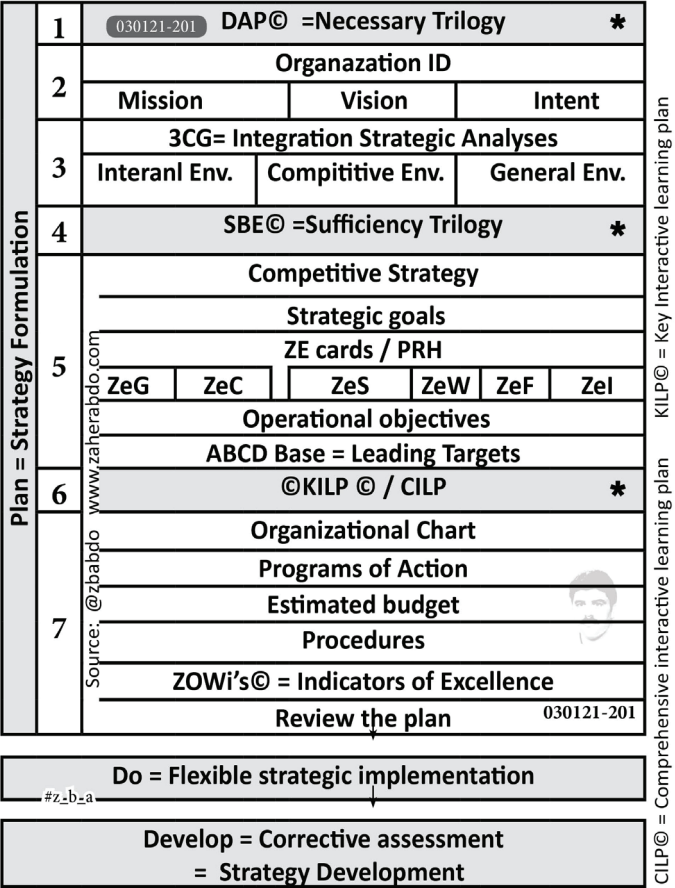 Plan = Strategy Formulation
1
030121-201
DAP© =Necessary Trilogy *
2
Organazation ID
Mission Vision Intent
3
3CG= Integration Strategic Analyses
Interanl Env. Compititive Env. General Env.
4
SBE© =Sufficiency Trilogy *
5
Competitive Strategy
Strategic goals
ZE cards / PRH
ZeG ZeC ZeS ZeW ZeF ZeI
Operational objectives
ABCD Base = Leading Targets
6
©KILP © / CILP *
7
Organizational Chart
Programs of Action
Estimated budget
Procedures
ZOWi's© = Indicators of Excellence
Review the plan
030121-201
Source: @zbabdo www.zaherabdo.com
Do = Flexible strategic implementation
#z_b_a
Develop = Corrective assessment
= Strategy Development
CILP© = Comprehensive interactive learning plan KILP© = Key Interactive learning plan